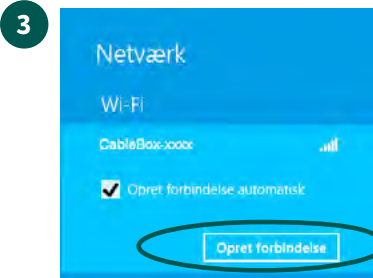 3
Netværk
Wi-Fi
CableBox-xxxx
Opret forbindelse automatisk
Opret forbindelse